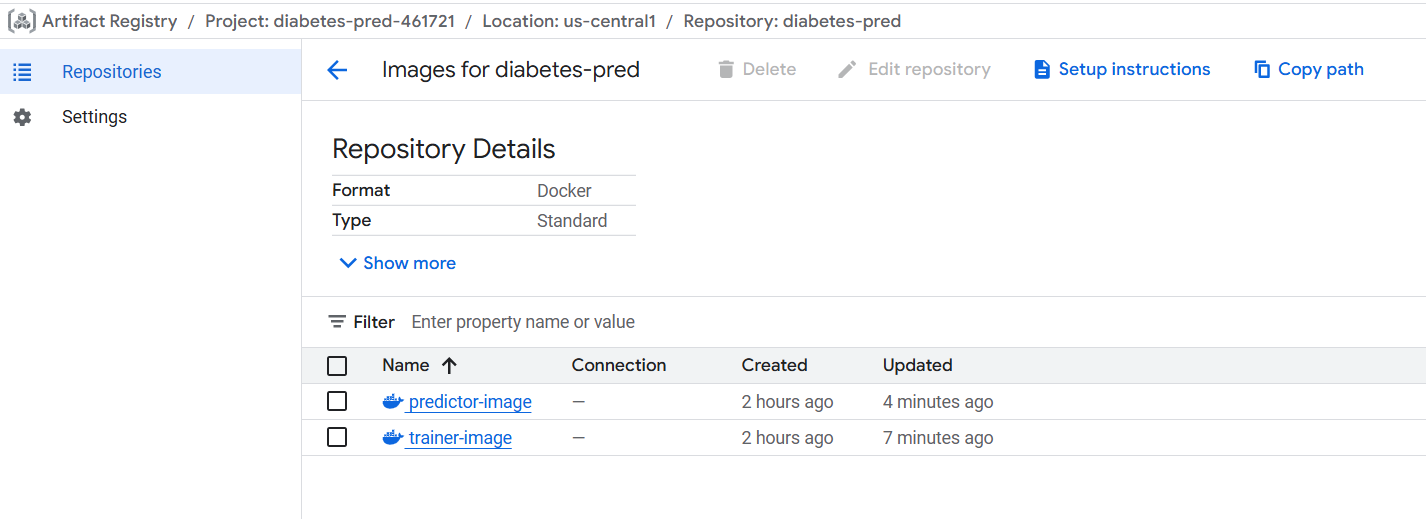 Artifact Registry / Project: diabetes-pred-461721 / Location: us-central1 / Repository: diabetes-pred
Repositories
Settings
Images for diabetes-pred Delete Edit repository Setup instructions Copy path
Repository Details
Format Docker
Type Standard
Show more
Filter Enter property name or value
Name Connection Created Updated
predictor-image — 2 hours ago 4 minutes ago
trainer-image — 2 hours ago 7 minutes ago